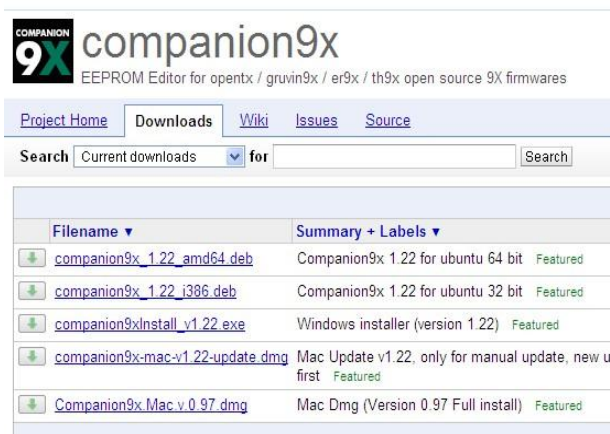 COMPANION
9X
companion9x
EEPROM Editor for opentx / gruvin9x / er9x / th9x open source 9X firmwares
Project Home Downloads Wiki Issues Source
Search Current downloads for Search
Filename ▼ Summary + Labels ▼
companion9x_1.22_amd64.deb Companion9x 1.22 for ubuntu 64 bit Featured
companion9x_1.22_i386.deb Companion9x 1.22 for ubuntu 32 bit Featured
companion9xInstall_v1.22.exe Windows installer (version 1.22) Featured
companion9x-mac-v1.22-update.dmg Mac Update v1.22, only for manual update, new u
first Featured
Companion9x.Mac.v.0.97.dmg Mac Dmg (Version 0.97 Full install) Featured